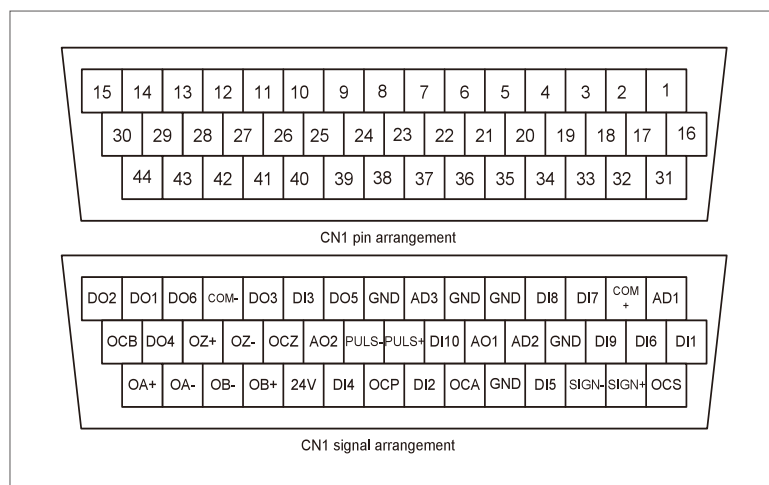 15 14 13 12 11 10 9 8 7 6 5 4 3 2 1
30 29 28 27 26 25 24 23 22 21 20 19 18 17 16
44 43 42 41 40 39 38 37 36 35 34 33 32 31
CN1 pin arrangement
DO2 DO1 DO6 COM- DO3 DI3 DO5 GND AD3 GND GND DI8 DI7 COM + AD1
OCB DO4 OZ+ OZ- OCZ AO2 PULS- PULS+ DI10 AO1 AD2 GND DI9 DI6 DI1
OA+ OA- OB- OB+ 24V DI4 OCP DI2 OCA GND DI5 SIGN- SIGN+ OCS
CN1 signal arrangement